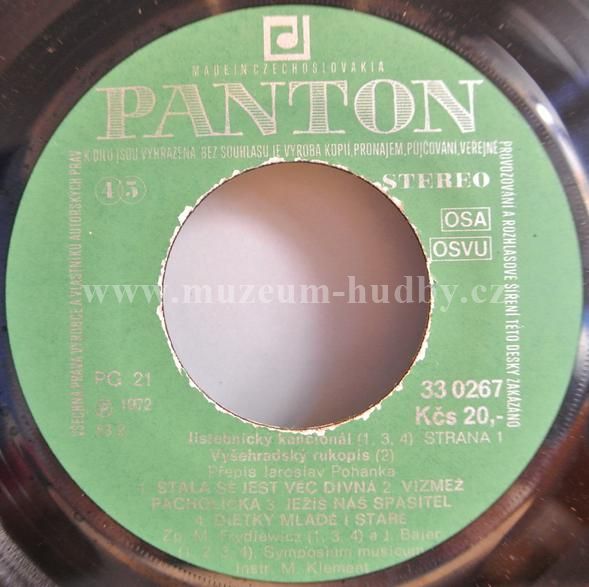 MADE IN CZECHOSLOVAKIA
PANTON
VŠECHNA PRÁVA VÝROBCE A VLASTNÍKŮ AUTORSKÝCH PRÁV K DÍLU JSOU VYHRAZENA. BEZ SOUHLASU JE VÝROBA KOPIÍ, PRONÁJEM, PŮJČOVÁNÍ, VEŘEJNÉ PROVOZOVÁNÍ A ROZHLASOVÉ ŠÍŘENÍ TÉTO DESKY ZAKÁZÁNO
45
STEREO
OSA
OSVU
www.muzeum-hudby.cz
PG 21
Ⓟ 1972
33 0267
Kčs 20,-
Jistebnický kancionál (1, 3, 4) STRANA 1
Vyšehradský rukopis (2)
Přepis Jaroslav Pohanka
1. STALA SE JEST VĚC DIVNÁ 2. VIZMEŽ
PACHOLÍČKA 3. JEŽÍŠ NÁŠ SPASITEL
4. DIETKY MLADÉ I STARÉ
Zp. M. Frydlewicz (1, 3, 4) a J. Bajer
(1, 2, 3, 4), Symposium musicum
Instr. M. Klement